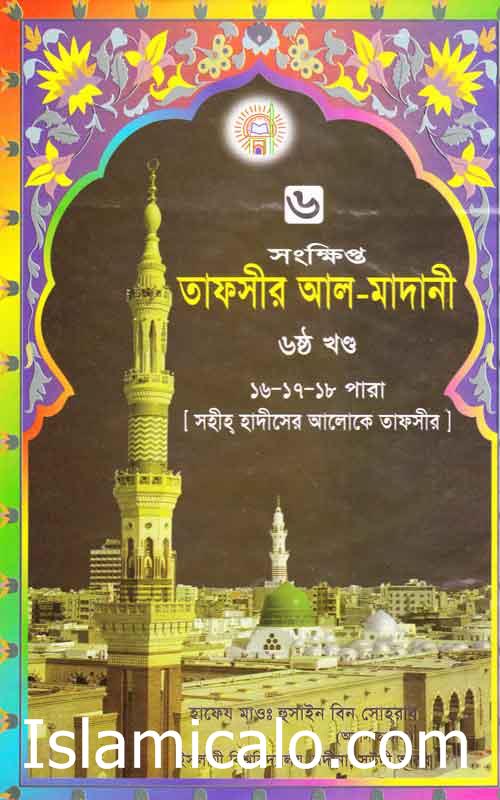 ৬
সংক্ষিপ্ত
তাফসীর আল-মাদানী
৬ষ্ঠ খণ্ড
১৬-১৭-১৮ পারা
[ সহীহ্ হাদীসের আলোকে তাফসীর ]
হাফেয মাওঃ হুসাইন বিন সোহরাব
Islamicalo.com